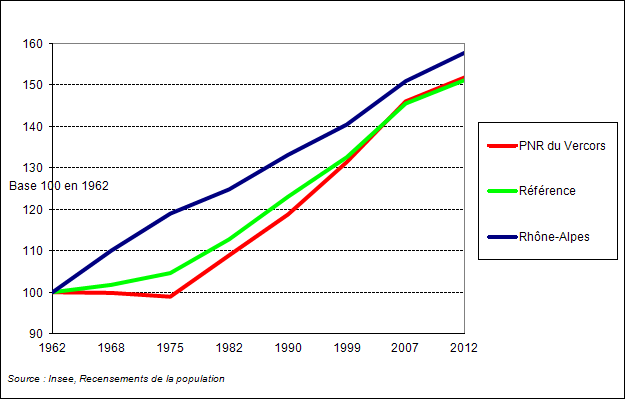 160
150
140
130
Base 100 en 1962
120
110
100
90
1962 1968 1975 1982 1990 1999 2007 2012
PNR du Vercors
Référence
Rhône-Alpes
Source : Insee, Recensements de la population